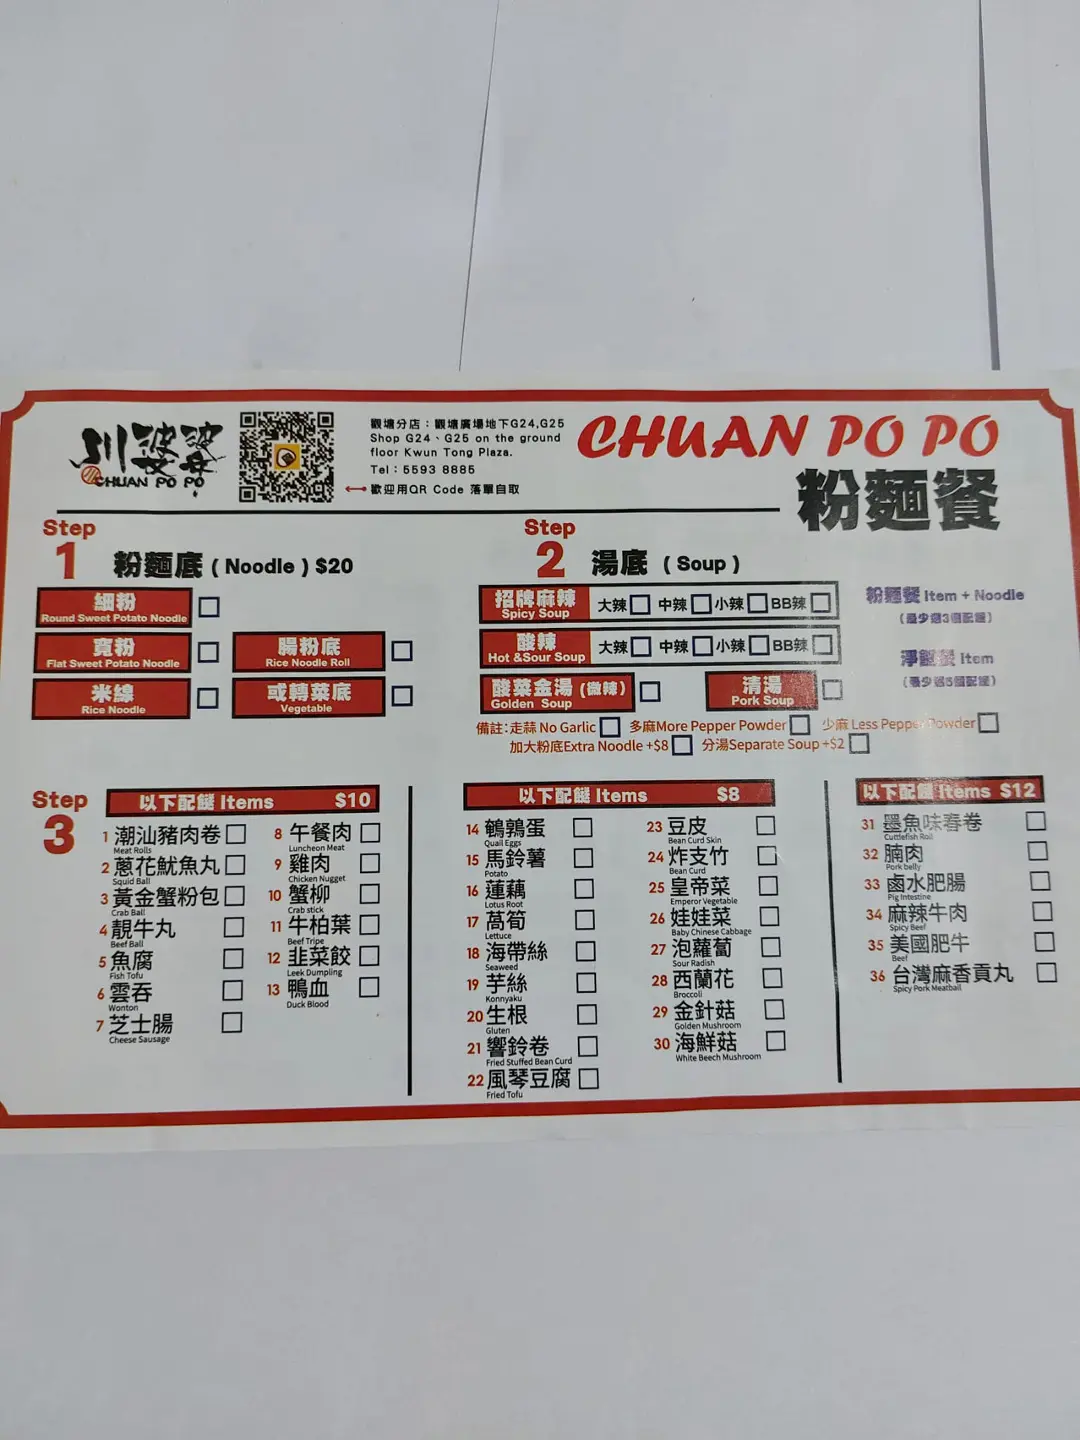 川婆婆
CHUAN PO PO
觀塘分店：觀塘廣場地下G24,G25
Shop G24、G25 on the ground
floor Kwun Tong Plaza.
Tel：5593 8885
歡迎用QR Code 落單自取
CHUAN PO PO
粉麵餐
Step
1
粉麵底 ( Noodle ) $20
細粉
Round Sweet Potato Noodle
寬粉
Flat Sweet Potato Noodle
腸粉底
Rice Noodle Roll
米線
Rice Noodle
或轉菜底
Vegetable
Step
2
湯底 ( Soup )
招牌麻辣
Spicy Soup
大辣 中辣 小辣 BB辣
酸辣
Hot &Sour Soup
大辣 中辣 小辣 BB辣
酸菜金湯 (微辣)
Golden Soup
清湯
Pork Soup
粉麵餐 Item + Noodle
(最少選3個配餸)
淨餸餐 Item
(最少選5個配餸)
備註:走蒜 No Garlic 多麻More Pepper Powder 少麻 Less Pepper Powder
加大粉底Extra Noodle +$8 分湯Separate Soup +$2
Step
3
以下配餸 Items $10
1 潮汕豬肉卷
Meat Rolls
2 蔥花魷魚丸
Squid Ball
3 黃金蟹粉包
Crab Ball
4 靚牛丸
Beef Ball
5 魚腐
Fish Tofu
6 雲吞
Wonton
7 芝士腸
Cheese Sausage
8 午餐肉
Luncheon Meat
9 雞肉
Chicken Nugget
10 蟹柳
Crab stick
11 牛柏葉
Beef Tripe
12 韭菜餃
Leek Dumpling
13 鴨血
Duck Blood
以下配餸 Items $8
14 鵪鶉蛋
Quail Eggs
15 馬鈴薯
Potato
16 蓮藕
Lotus Root
17 萵筍
Lettuce
18 海帶絲
Seaweed
19 芋絲
Konnyaku
20 生根
Gluten
21 響鈴卷
Fried Stuffed Bean Curd
22 風琴豆腐
Fried Tofu
23 豆皮
Bean Curd Skin
24 炸支竹
Bean Curd
25 皇帝菜
Emperor Vegetable
26 娃娃菜
Baby Chinese Cabbage
27 泡蘿蔔
Sour Radish
28 西蘭花
Broccoli
29 金針菇
Golden Mushroom
30 海鮮菇
White Beech Mushroom
以下配餸 Items $12
31 墨魚味春卷
Cuttlefish Roll
32 腩肉
Pork belly
33 鹵水肥腸
Pig Intestine
34 麻辣牛肉
Spicy Beef
35 美國肥牛
Beef
36 台灣麻香貢丸
Spicy Pork Meatball